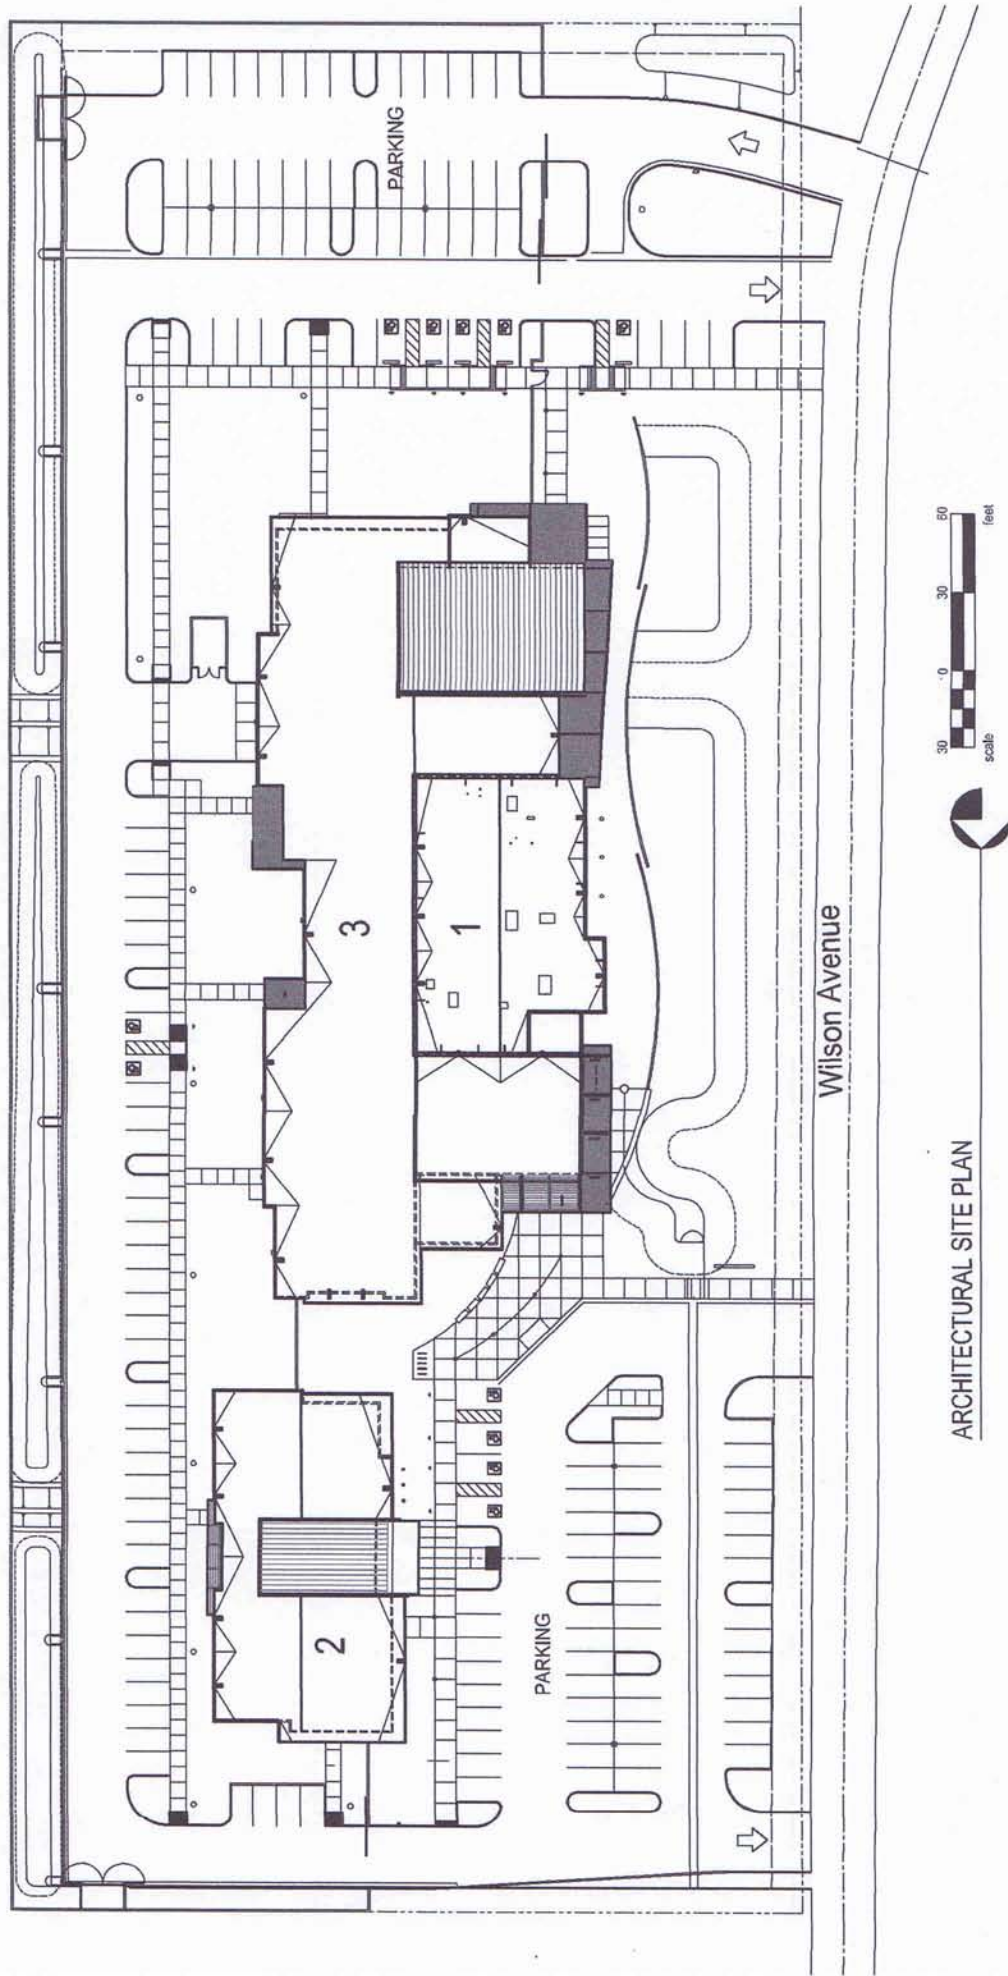 PARKING
3
1
2
PARKING
Wilson Avenue
ARCHITECTURAL SITE PLAN
30 0 30 60
scale feet